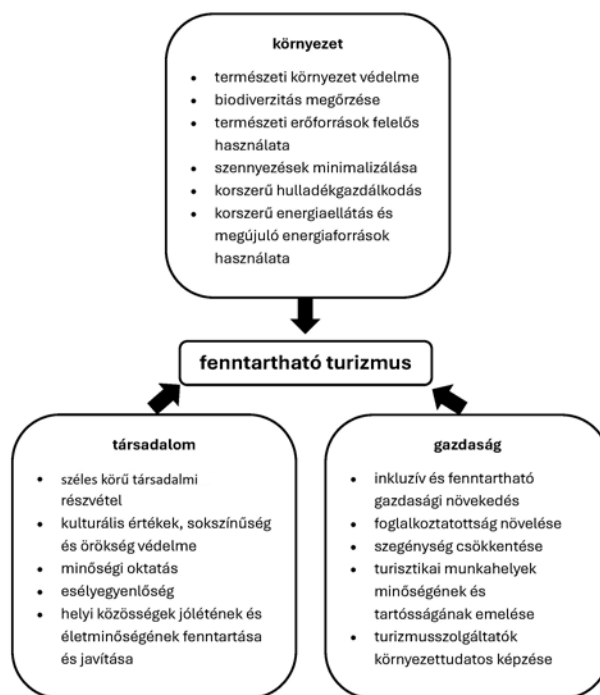 környezet
• természeti környezet védelme
• biodiverzitás megőrzése
• természeti erőforrások felelős
használata
• szennyezések minimalizálása
• korszerű hulladékgazdálkodás
• korszerű energiaellátás és
megújuló energiaforrások
használata
fenntartható turizmus
társadalom
• széles körű társadalmi
részvétel
• kulturális értékek, sokszínűség
és örökség védelme
• minőségi oktatás
• esélyegyenlőség
• helyi közösségek jólétének és
életminőségének fenntartása
és javítása
gazdaság
• inkluzív és fenntartható
gazdasági növekedés
• foglalkoztatottság növelése
• szegénység csökkentése
• turisztikai munkahelyek
minőségének és
tartósságának emelése
• turizmusszolgáltatók
környezettudatos képzése